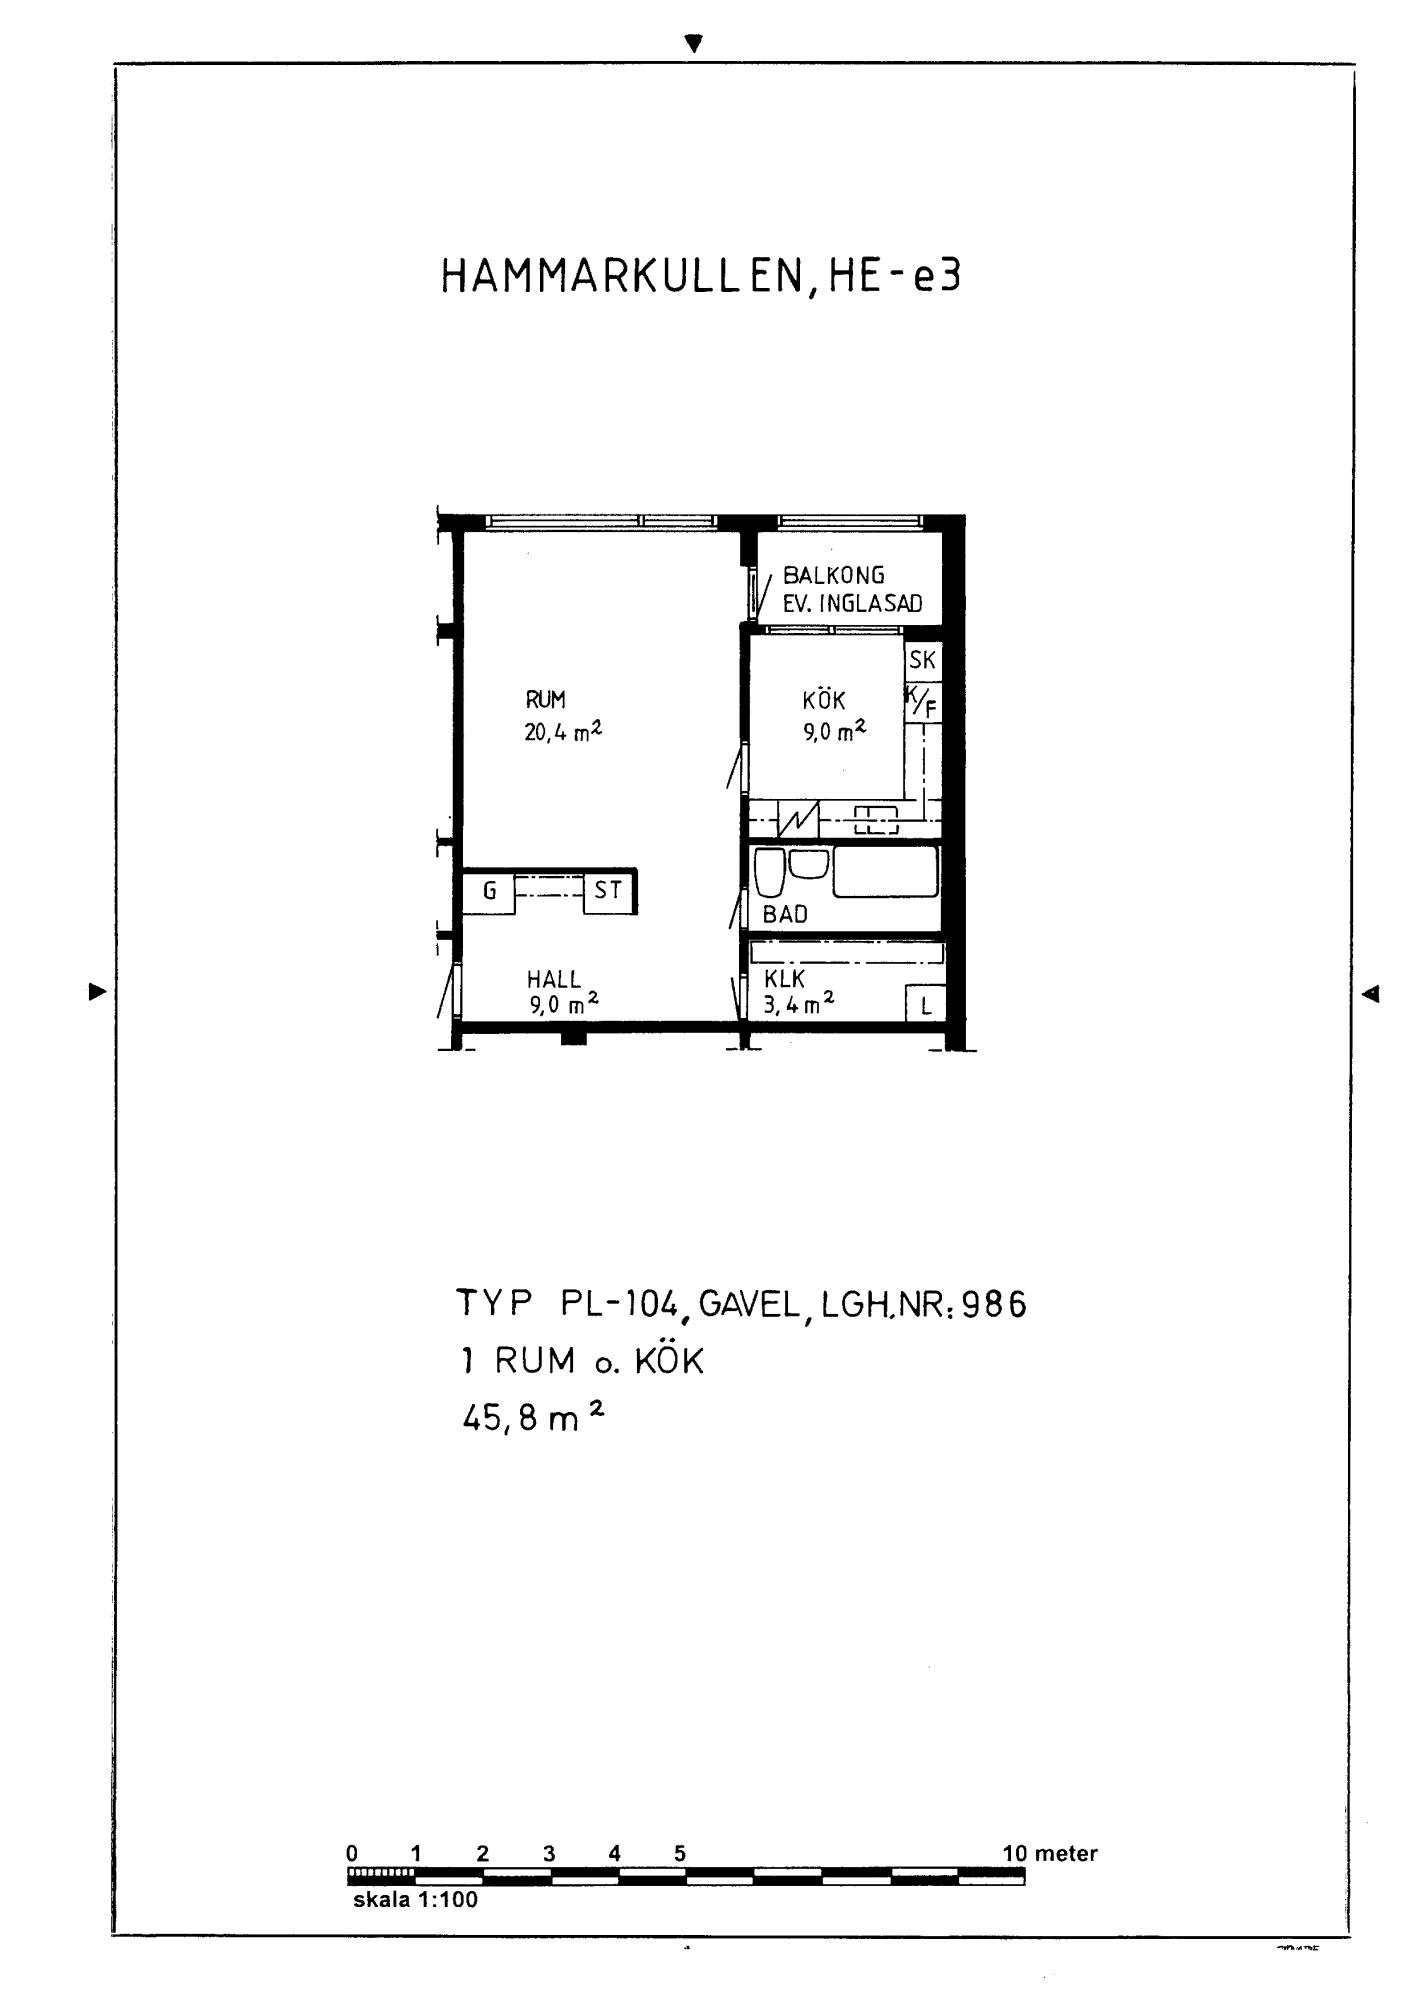 HAMMARKULLEN, HE-e3
BALKONG
EV. INGLASAD
SK
K/F
RUM
20,4 m²
KÖK
9,0 m²
G
ST
BAD
HALL
9,0 m²
KLK
3,4 m²
L
TYP PL-104, GAVEL, LGH.NR: 986
1 RUM o. KÖK
45,8 m²
0 1 2 3 4 5 10 meter
skala 1:100